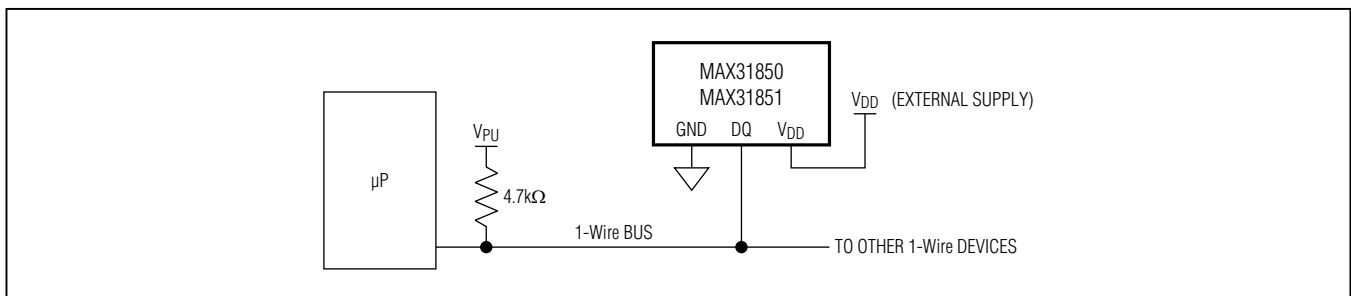 MAX31850
MAX31851
GND DQ VDD
VDD (EXTERNAL SUPPLY)
VPU
µP
4.7kΩ
1-Wire BUS
TO OTHER 1-Wire DEVICES